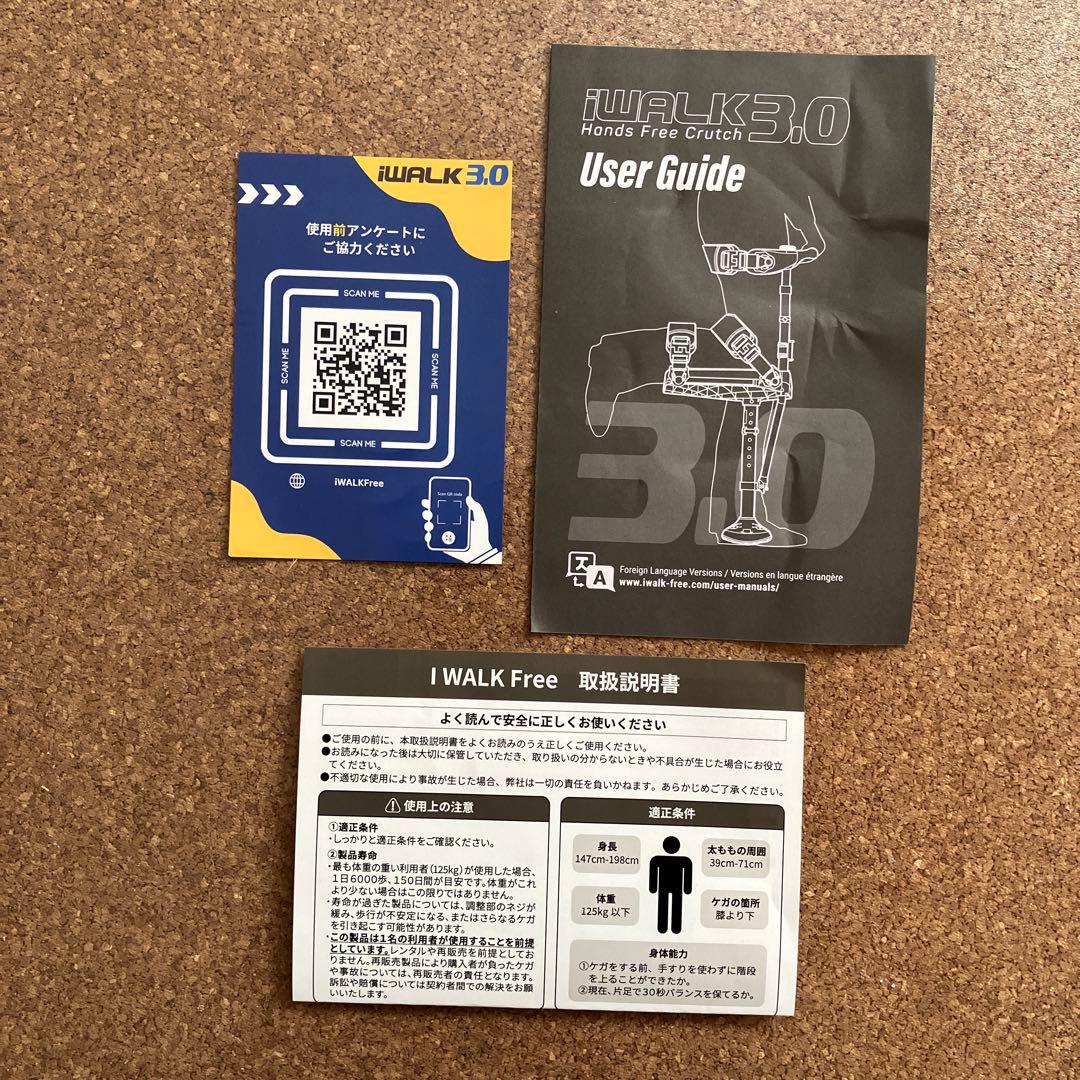 iWALK 3.0
使用前アンケートに
ご協力ください
SCAN ME
SCAN ME
SCAN ME
SCAN ME
iWALKFree
Scan QR code
iWALK3.0
Hands Free Crutch
User Guide
3.0
A
Foreign Language Versions / Versions en langue étrangère
www.iwalk-free.com/user-manuals/
I WALK Free 取扱説明書
よく読んで安全に正しくお使いください
●ご使用の前に、本取扱説明書をよくお読みのうえ正しくご使用ください。
●お読みになった後は大切に保管していただき、取り扱いの分からないときや不具合が生じた場合にお役立
てください。
●不適切な使用により事故が生じた場合、弊社は一切の責任を負いかねます。あらかじめご了承ください。
使用上の注意
①適正条件
・しっかりと適正条件をご確認ください。
②製品寿命
・最も体重の重い利用者(125kg)が使用した場合、
1日6000歩、150日間が目安です。体重がこれ
より少ない場合はこの限りではありません。
・寿命が過ぎた製品については、調整部のネジが
緩み、歩行が不安定になる、またはさらなるケガ
を引き起こす可能性があります。
・この製品は1名の利用者が使用することを前提
としています。レンタルや再販売を前提としてお
りません。再販売製品により購入者が負ったケガ
や事故については、再販売者の責任となります。
訴訟や賠償については契約者間での解決をお願
いいたします。
適正条件
身長
147cm-198cm
太ももの周囲
39cm-71cm
体重
125kg 以下
ケガの箇所
膝より下
身体能力
①ケガをする前、手すりを使わずに階段
を上ることができたか。
②現在、片足で30秒バランスを保てるか。